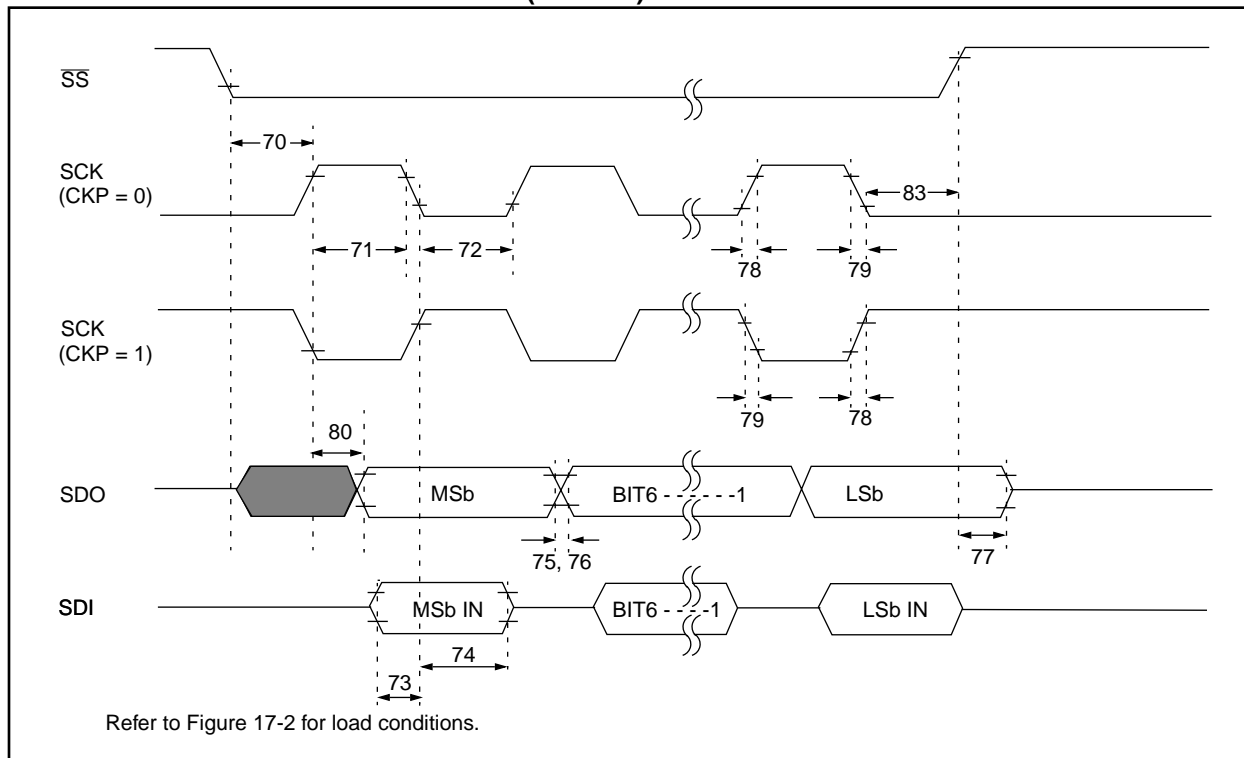 SS
70
SCK
(CKP = 0)
83
71
72
78
79
SCK
(CKP = 1)
79
78
80
SDO
MSb
BIT6 - - - - - - -1
LSb
75, 76
77
SDI
MSb IN
BIT6 - - - - -1
LSb IN
74
73
Refer to Figure 17-2 for load conditions.